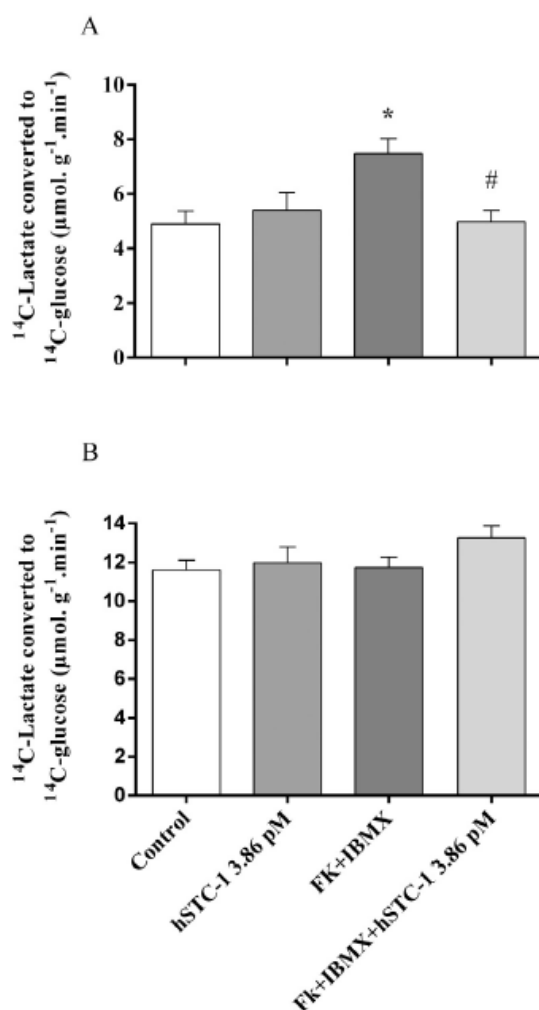 A
¹⁴C-Lactate converted to
¹⁴C-glucose (µmol. g⁻¹.min⁻¹)
10
8
6
4
2
0
*
#
B
¹⁴C-Lactate converted to
¹⁴C-glucose (µmol. g⁻¹.min⁻¹)
14
12
10
8
6
4
2
0
Control
hSTC-1 3.86 pM
FK+IBMX
Fk+IBMX+hSTC-1 3.86 pM